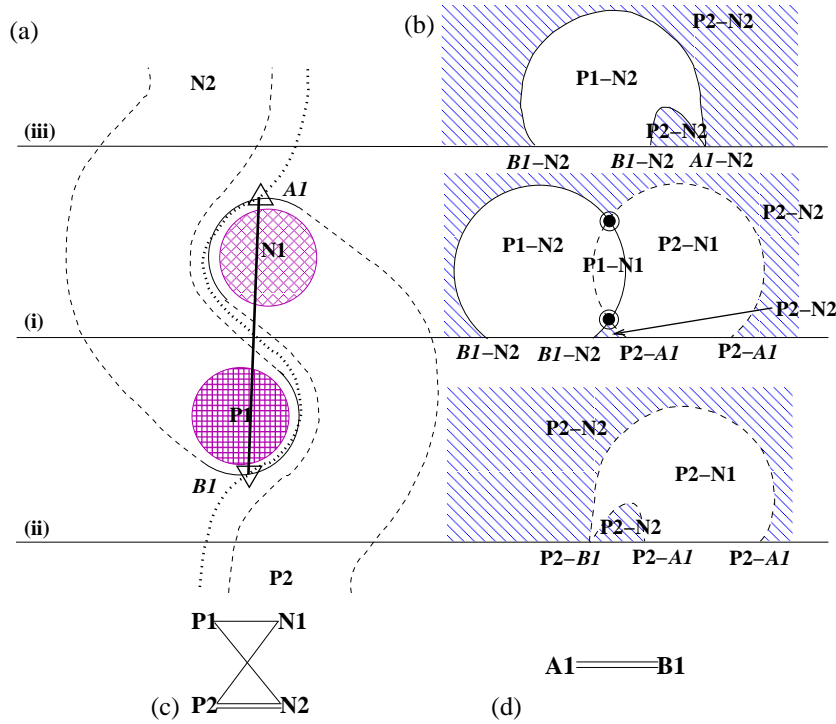 (a)
N2
(iii)
A1
N1
(i)
P1
B1
(ii)
P2
(b)
P2–N2
P1–N2
P2–N2
B1–N2 B1–N2 A1–N2
P2–N2
P1–N2 P2–N1
P1–N1
P2–N2
B1–N2 B1–N2 P2–A1 P2–A1
P2–N2
P2–N1
P2–N2
P2–B1 P2–A1 P2–A1
P1 N1
P2 N2
(c)
A1 B1
(d)